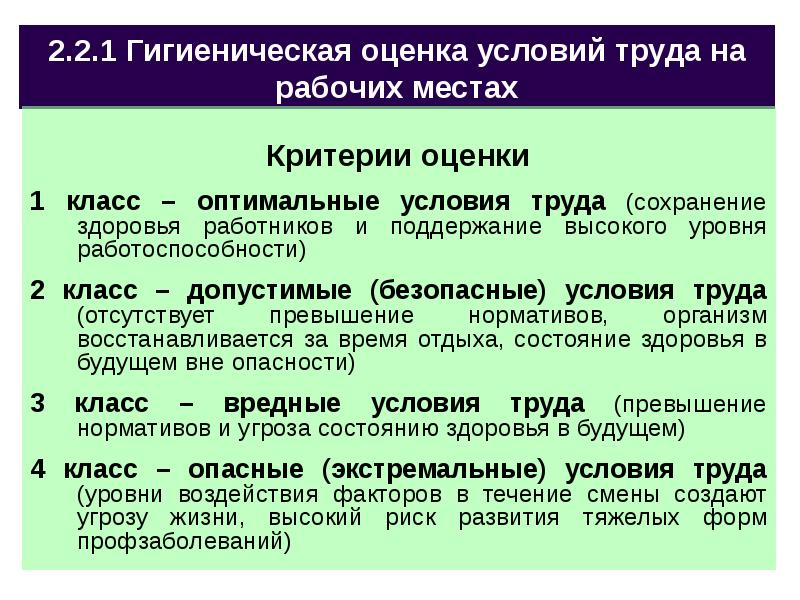 2.2.1 Гигиеническая оценка условий труда на
рабочих местах
Критерии оценки
1 класс – оптимальные условия труда (сохранение
здоровья работников и поддержание высокого уровня
работоспособности)
2 класс – допустимые (безопасные) условия труда
(отсутствует превышение нормативов, организм
восстанавливается за время отдыха, состояние здоровья в
будущем вне опасности)
3 класс – вредные условия труда (превышение
нормативов и угроза состоянию здоровья в будущем)
4 класс – опасные (экстремальные) условия труда
(уровни воздействия факторов в течение смены создают
угрозу жизни, высокий риск развития тяжелых форм
профзаболеваний)